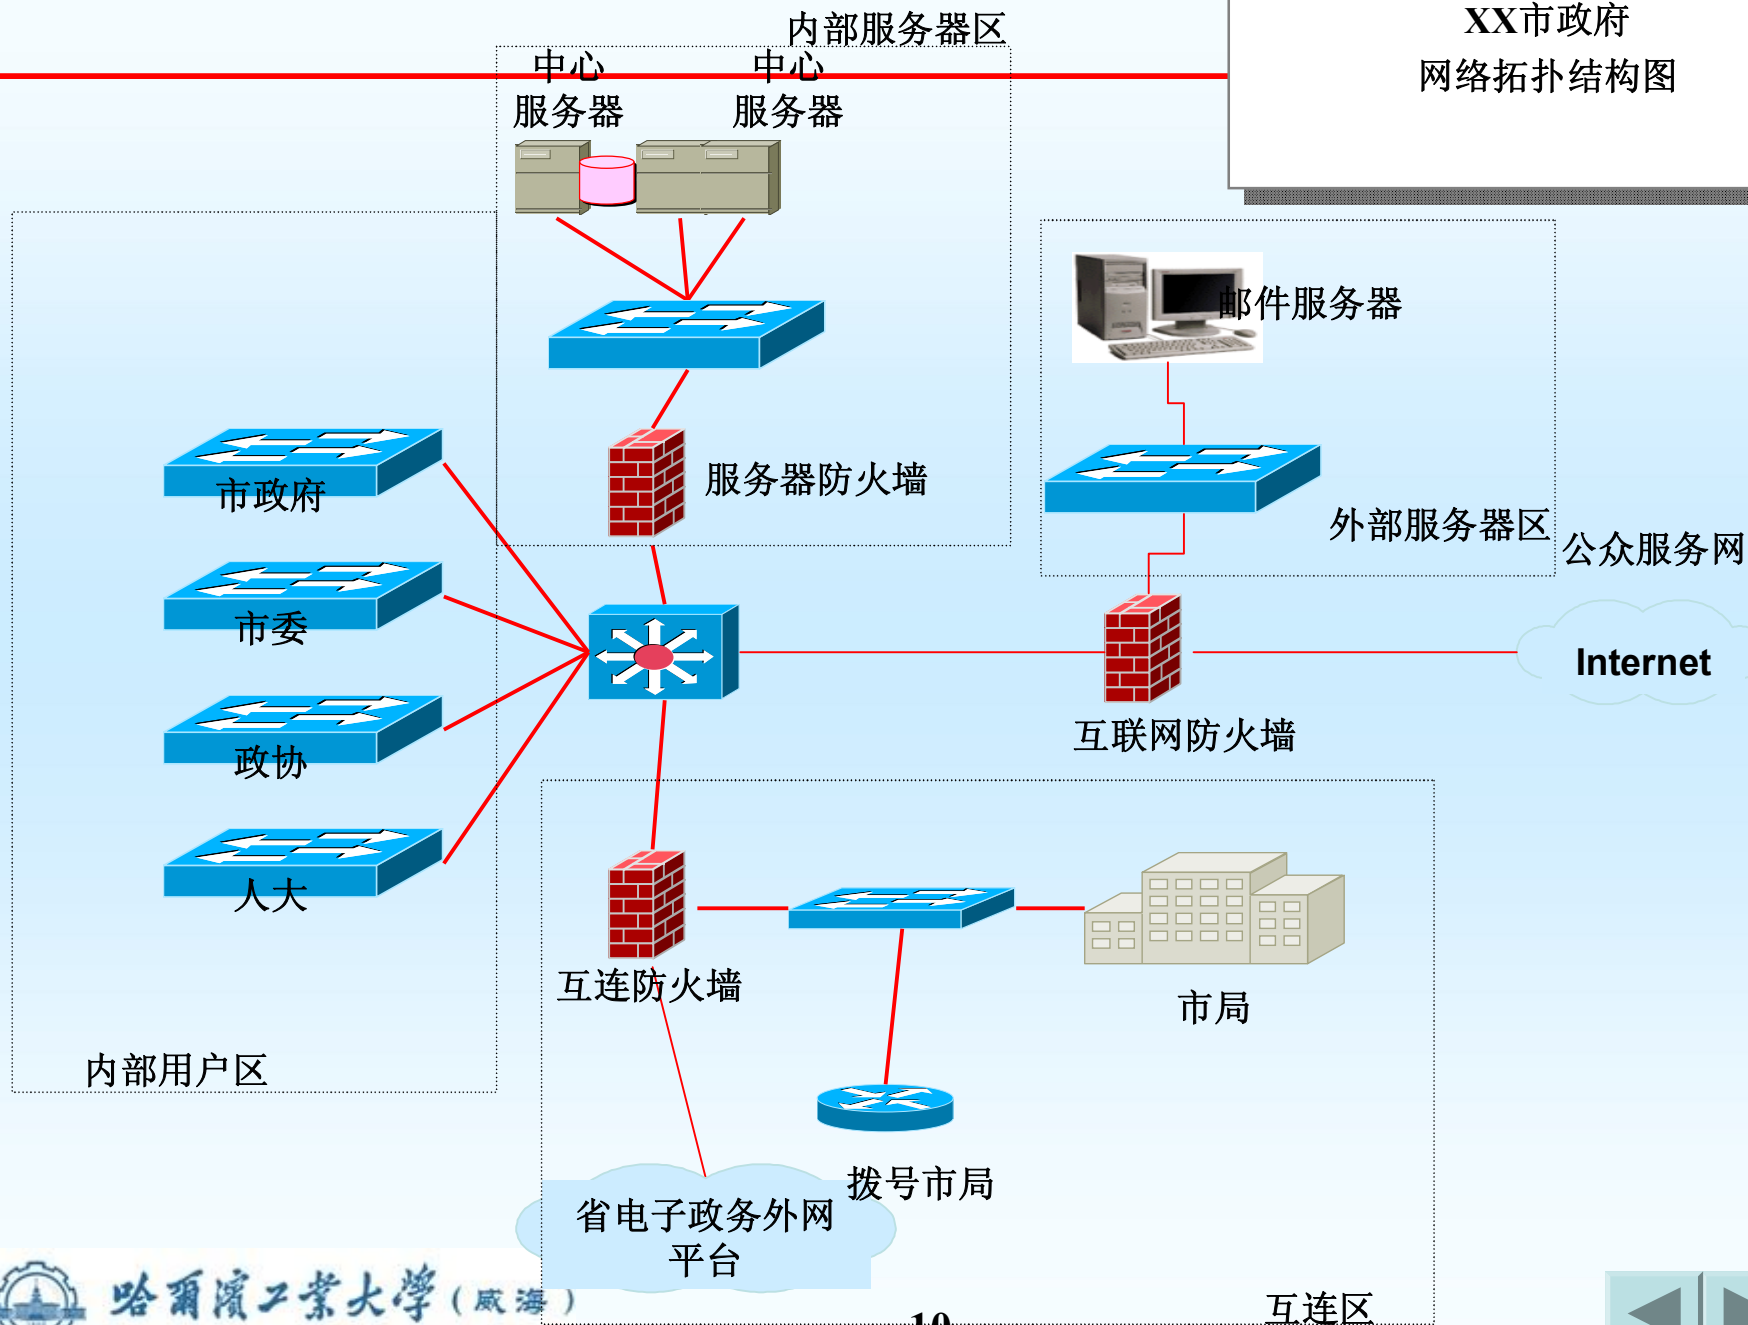 XX市政府
网络拓扑结构图
内部服务器区
中心
服务器
中心
服务器
邮件服务器
服务器防火墙
外部服务器区
公众服务网
市政府
市委
政协
人大
Internet
互联网防火墙
互连防火墙
市局
内部用户区
拨号市局
省电子政务外网
平台
互连区
哈爾濱工業大學(威海)
10